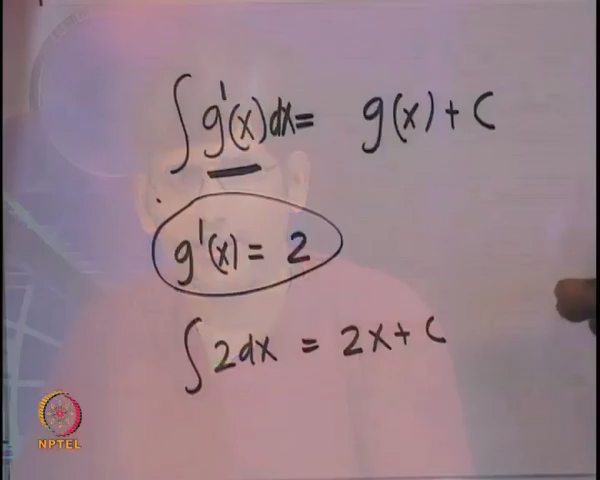 ∫ g'(x) dx = g(x) + C
g'(x) = 2
∫ 2dx = 2x + C
NPTEL